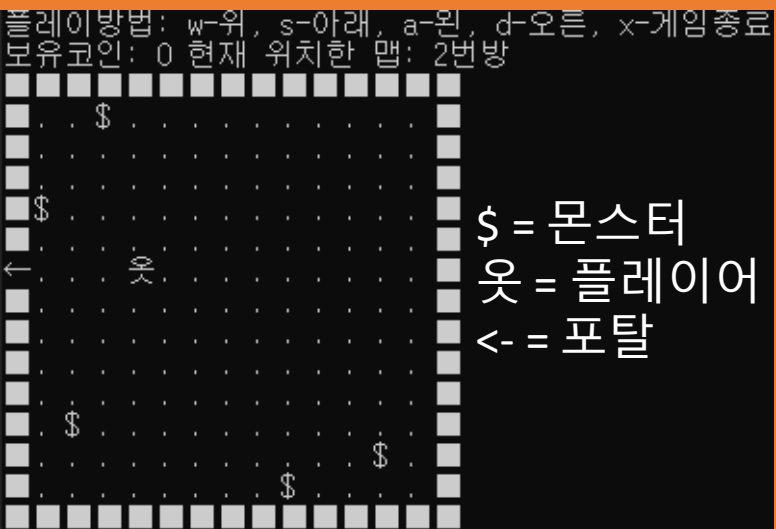 플레이방법: w-위, s-아래, a-왼, d-오른, x-게임종료
보유코인: 0 현재 위치한 맵: 2번방
■■■■■■■■■■■■■■■
■..$.........■
■.............■
■.............■
■$............■
■.............■
←...옷.........■
■.............■
■.............■
■.............■
■.............■
■.$...........■
■...........$.■
■........$....■
■■■■■■■■■■■■■■■
$ = 몬스터
옷 = 플레이어
<- = 포탈